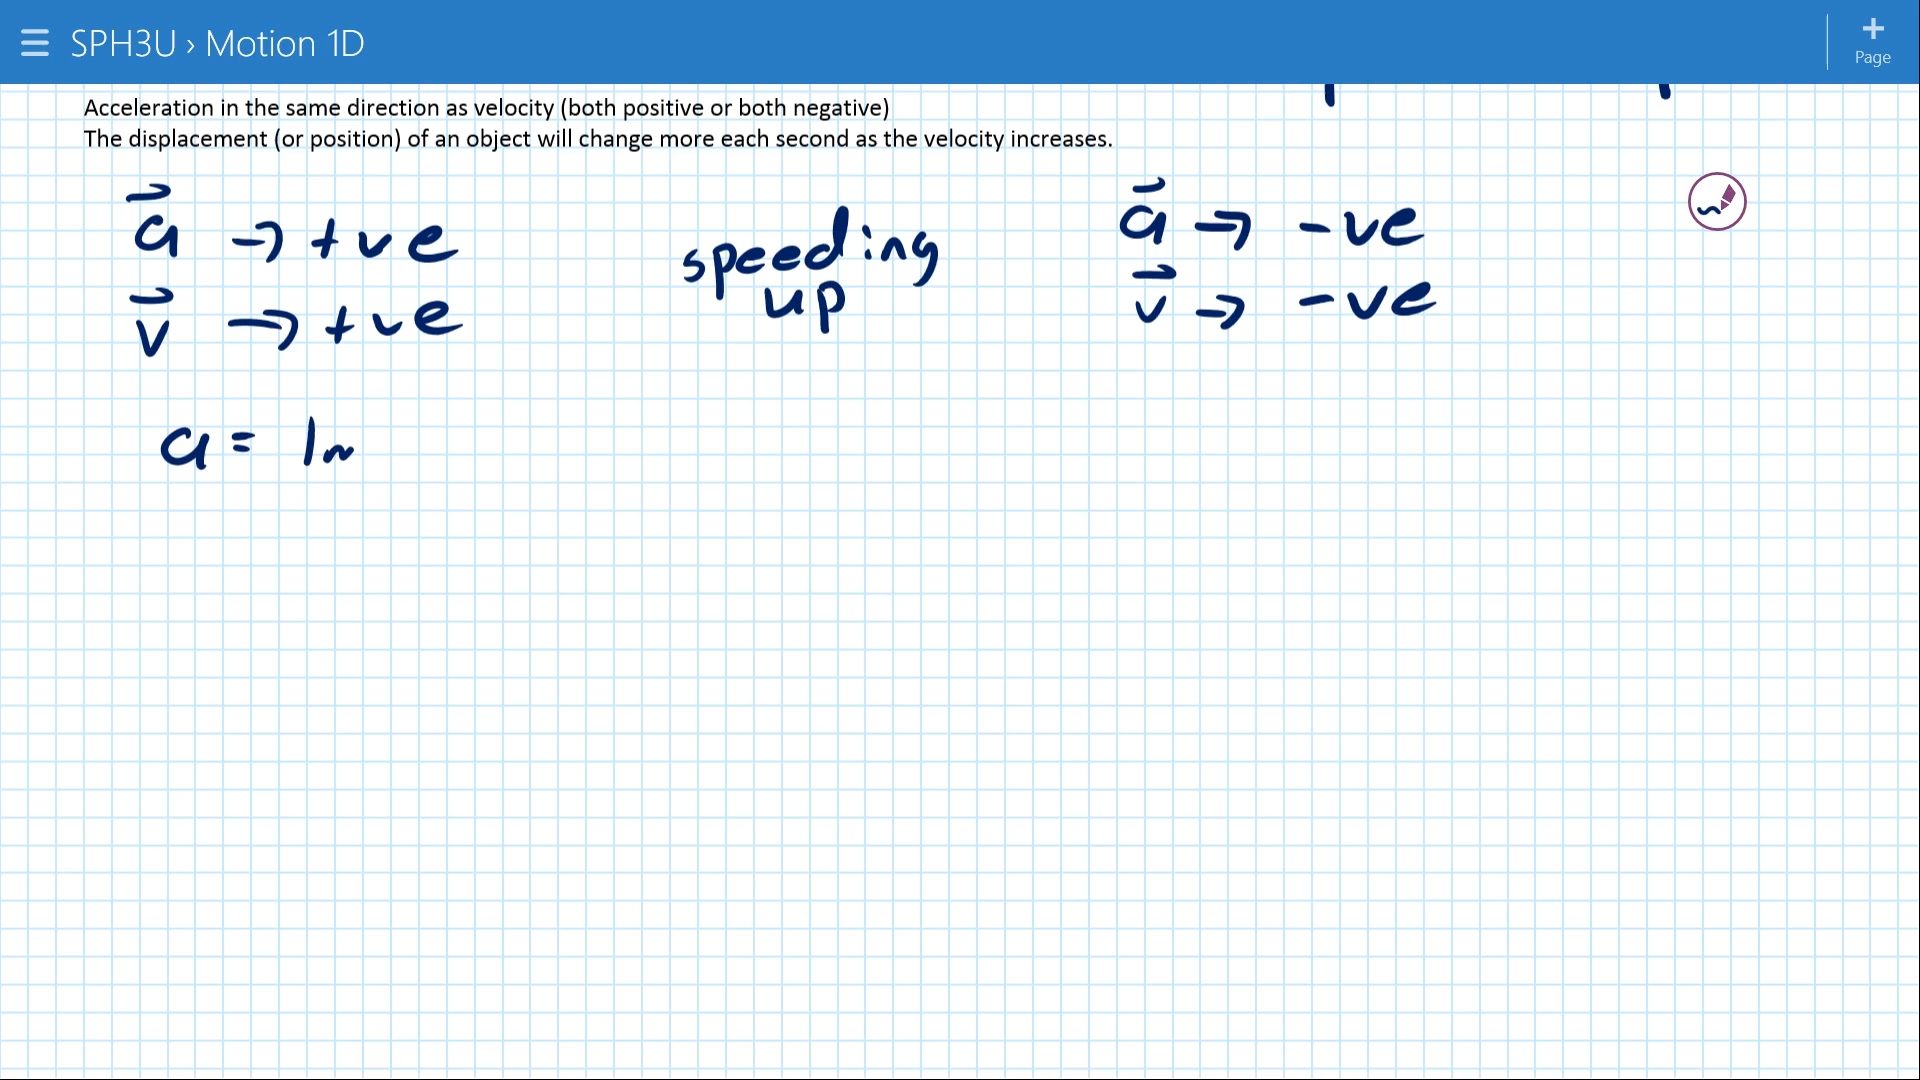 SPH3U › Motion 1D
Page
Acceleration in the same direction as velocity (both positive or both negative)
The displacement (or position) of an object will change more each second as the velocity increases.
a⃗ → +ve
v⃗ → +ve
speeding
up
a⃗ → -ve
v⃗ → -ve
a = 1m